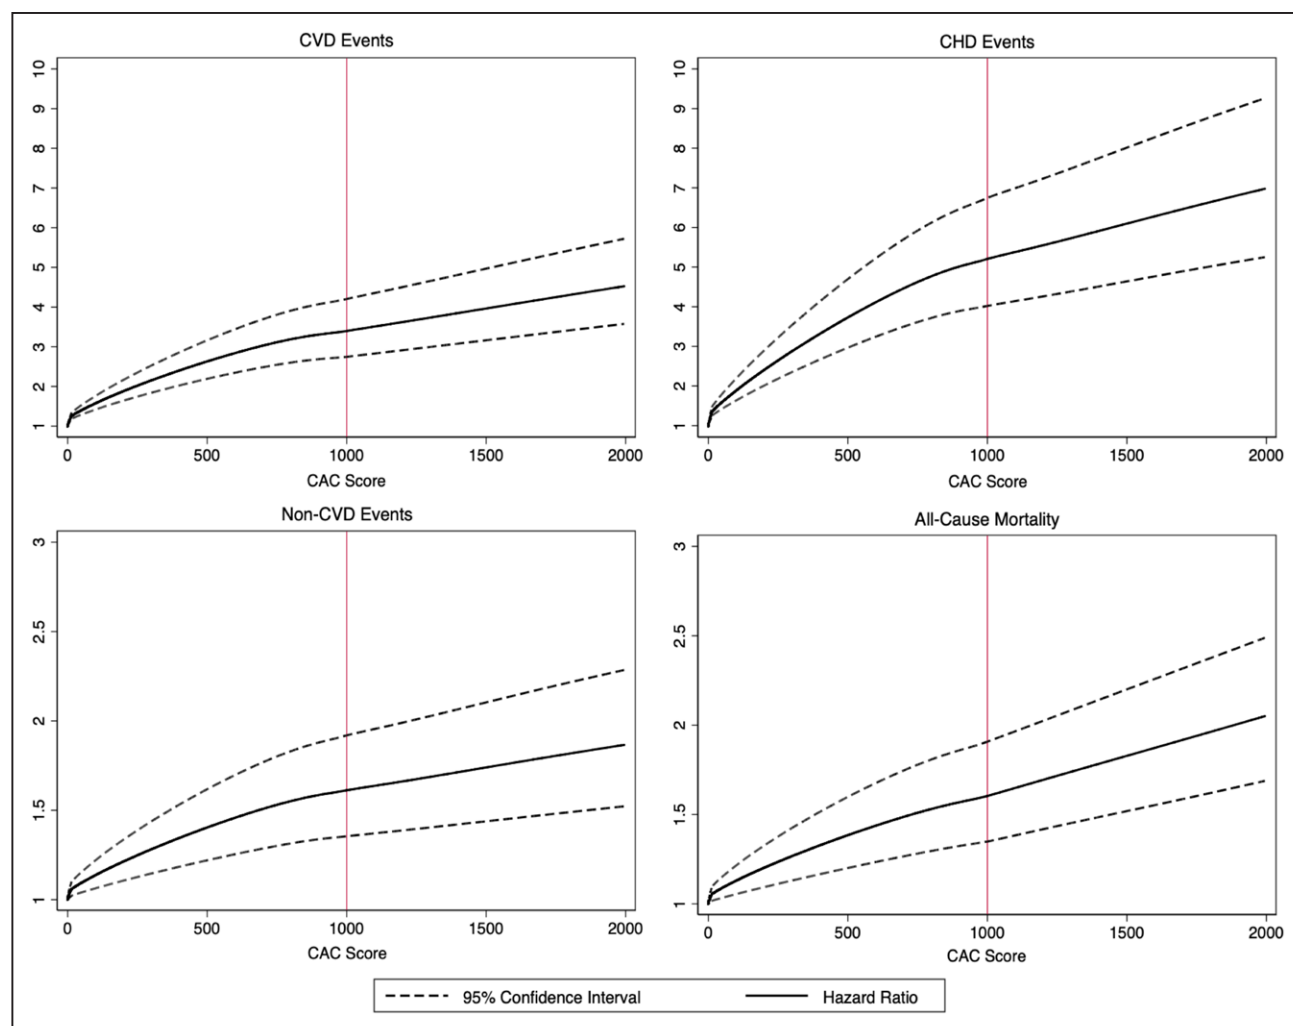 CVD Events
10
9
8
7
6
5
4
3
2
1
0 500 1000 1500 2000
CAC Score
CHD Events
10
9
8
7
6
5
4
3
2
1
0 500 1000 1500 2000
CAC Score
Non-CVD Events
3
2.5
2
1.5
1
0 500 1000 1500 2000
CAC Score
All-Cause Mortality
3
2.5
2
1.5
1
0 500 1000 1500 2000
CAC Score
95% Confidence Interval Hazard Ratio